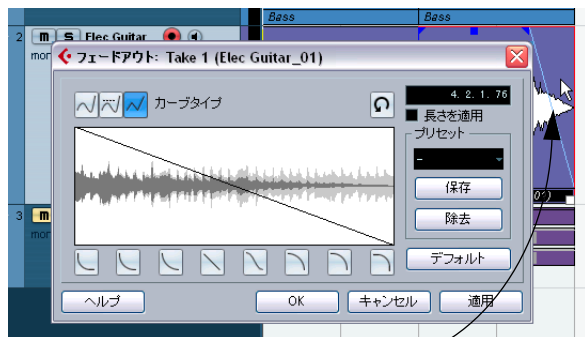 Bass
Bass
2
m
S
Elec Guitar
フェードアウト: Take 1 (Elec Guitar_01)
カーブタイプ
4. 2. 1. 76
長さを適用
プリセット
–
保存
除去
デフォルト
ヘルプ
OK
キャンセル
適用
3
m
mon
01)